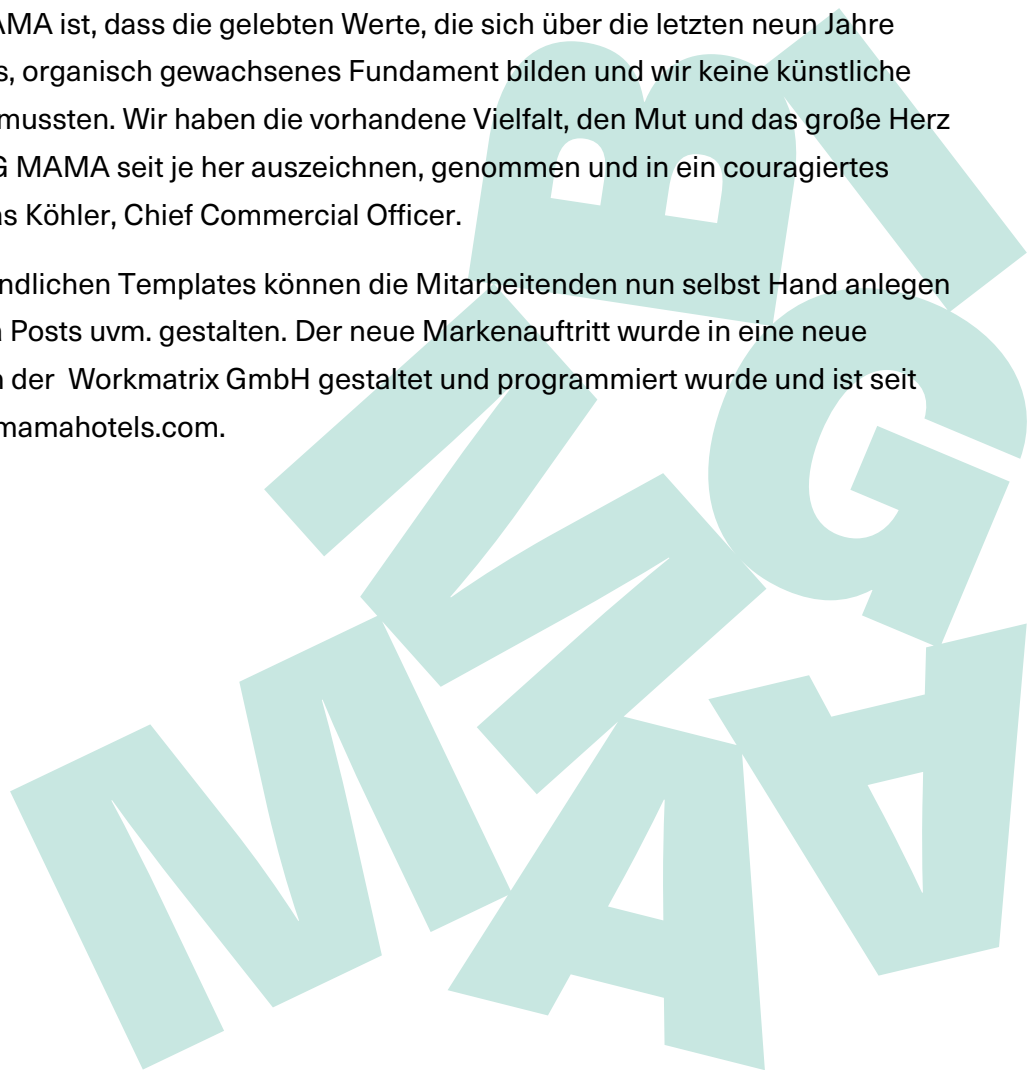 AMA ist, dass die gelebten Werte, die sich über die letzten neun Jahre
s, organisch gewachsenes Fundament bilden und wir keine künstliche
mussten. Wir haben die vorhandene Vielfalt, den Mut und das große Herz
G MAMA seit je her auszeichnen, genommen und in ein couragiertes
as Köhler, Chief Commercial Officer.
ndlichen Templates können die Mitarbeitenden nun selbst Hand anlegen
a Posts uvm. gestalten. Der neue Markenauftritt wurde in eine neue
n der  Workmatrix GmbH gestaltet und programmiert wurde und ist seit
mamahotels.com.
BIG
MAMA